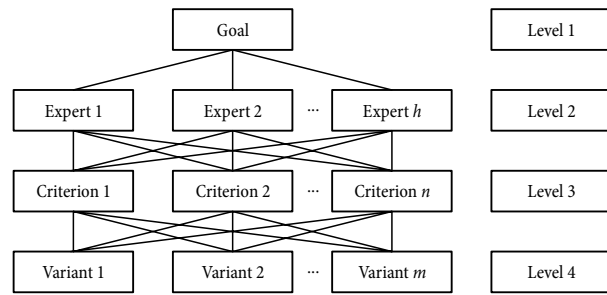 Goal Level 1
Expert 1 Expert 2 ... Expert h Level 2
Criterion 1 Criterion 2 ... Criterion n Level 3
Variant 1 Variant 2 ... Variant m Level 4